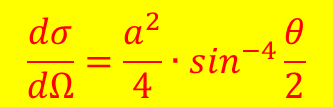 dσ/dΩ = a²/4 · sin⁻⁴ θ/2